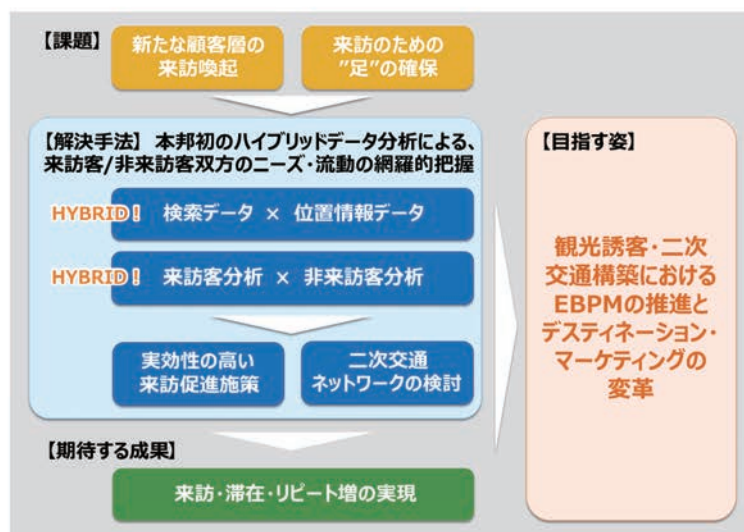 【課題】
新たな顧客層の
来訪喚起
来訪のための
”足”の確保
【解決手法】本邦初のハイブリッドデータ分析による、
来訪客/非来訪客双方のニーズ・流動の網羅的把握
HYBRID! 検索データ × 位置情報データ
HYBRID! 来訪客分析 × 非来訪客分析
実効性の高い
来訪促進施策
二次交通
ネットワークの検討
【期待する成果】
来訪・滞在・リピート増の実現
【目指す姿】
観光誘客・二次
交通構築における
EBPMの推進と
デスティネーション・
マーケティングの
変革